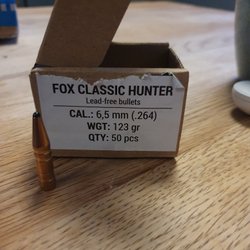 FOX CLASSIC HUNTER
Lead-free bullets
CAL.: 6,5 mm (.264)
WGT: 123 gr
QTY: 50 pcs